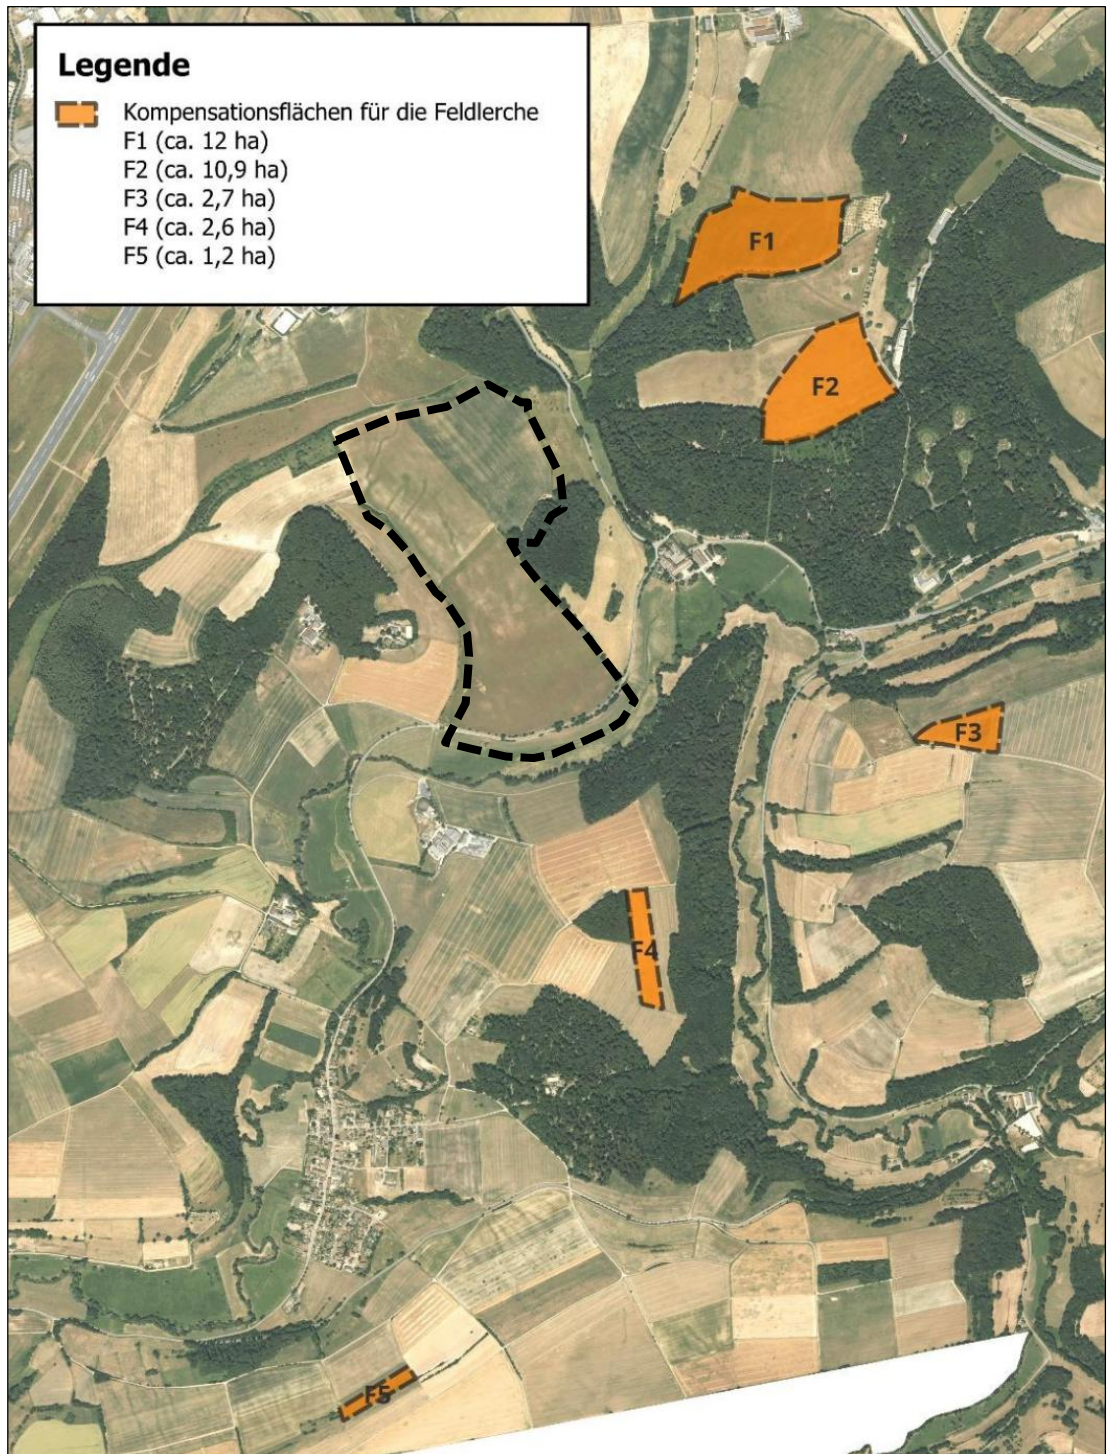 Legende
Kompensationsflächen für die Feldlerche
F1 (ca. 12 ha)
F2 (ca. 10,9 ha)
F3 (ca. 2,7 ha)
F4 (ca. 2,6 ha)
F5 (ca. 1,2 ha)
F1
F2
F3
F4
F5